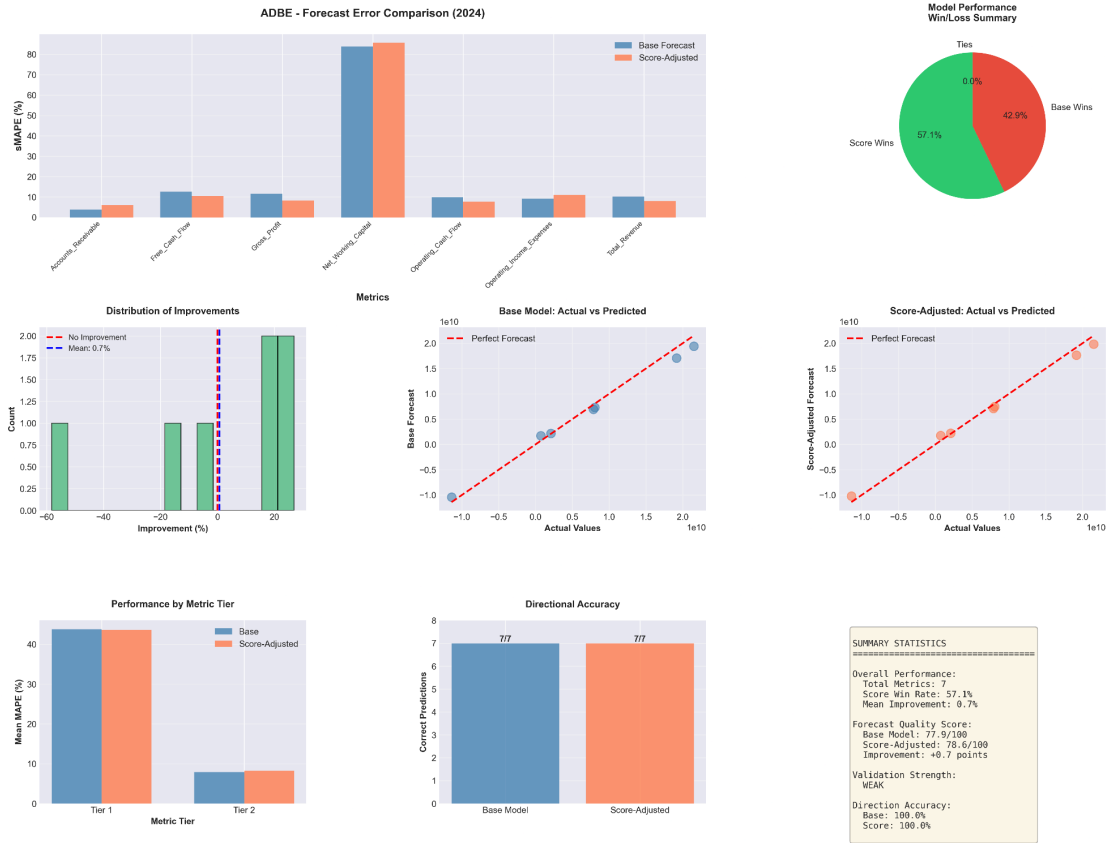 ADBE - Forecast Error Comparison (2024)
sMAPE (%)
80
70
60
50
40
30
20
10
0
Base Forecast
Score-Adjusted
Accounts_Receivable
Free_Cash_Flow
Gross_Profit
Net_Working_Capital
Operating_Cash_Flow
Operating_Income_Expenses
Total_Revenue
Metrics
Model Performance
Win/Loss Summary
Ties
0.0%
42.9%
Base Wins
57.1%
Score Wins
Distribution of Improvements
Count
2.00
1.75
1.50
1.25
1.00
0.75
0.50
0.25
0.00
No Improvement
Mean: 0.7%
−60
−40
−20
0
20
Improvement (%)
Base Model: Actual vs Predicted
1e10
Base Forecast
2.0
1.5
1.0
0.5
0.0
−0.5
−1.0
Perfect Forecast
−1.0
−0.5
0.0
0.5
1.0
1.5
2.0
1e10
Actual Values
Score-Adjusted: Actual vs Predicted
1e10
Score-Adjusted Forecast
2.0
1.5
1.0
0.5
0.0
−0.5
−1.0
Perfect Forecast
−1.0
−0.5
0.0
0.5
1.0
1.5
2.0
1e10
Actual Values
Performance by Metric Tier
Mean MAPE (%)
40
30
20
10
0
Base
Score-Adjusted
Tier 1
Tier 2
Metric Tier
Directional Accuracy
Correct Predictions
8
7
6
5
4
3
2
1
0
7/7
7/7
Base Model
Score-Adjusted
SUMMARY STATISTICS
===================================
Overall Performance:
Total Metrics: 7
Score Win Rate: 57.1%
Mean Improvement: 0.7%
Forecast Quality Score:
Base Model: 77.9/100
Score-Adjusted: 78.6/100
Improvement: +0.7 points
Validation Strength:
WEAK
Direction Accuracy:
Base: 100.0%
Score: 100.0%